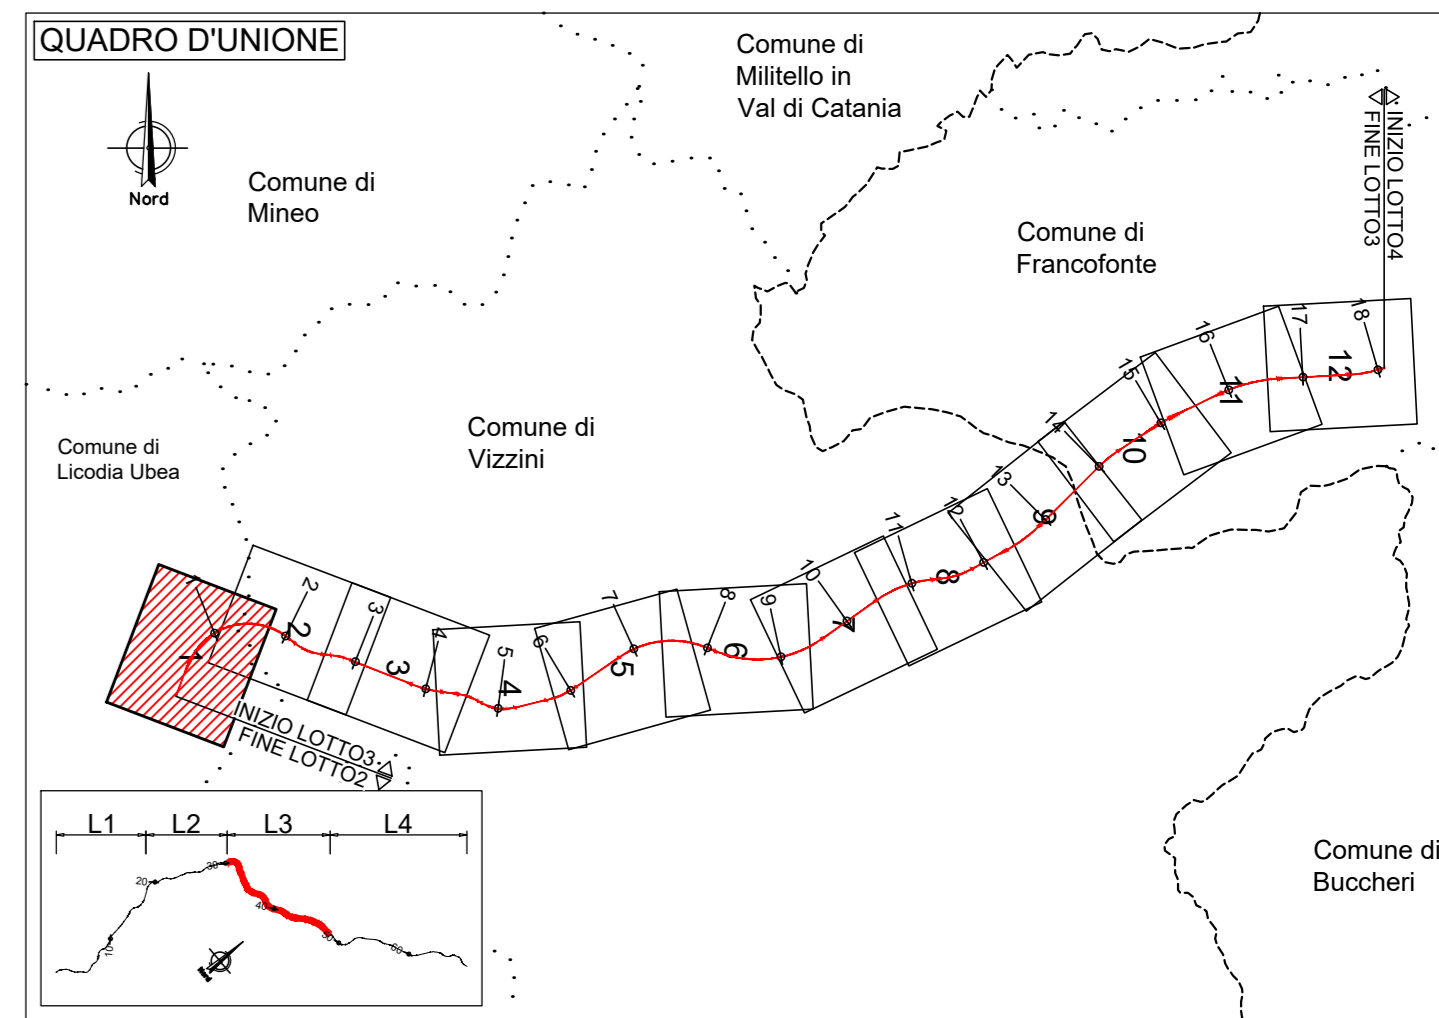 QUADRO D'UNIONE
Nord
Comune di
Mineo
Comune di
Militello in
Val di Catania
Comune di
Francofonte
INIZIO LOTTO4
FINE LOTTO3
Comune di
Licodia Ubea
Comune di
Vizzini
Comune di
Buccheri
1
2
3
4
5
6
7
8
9
10
11
12
13
14
15
16
17
18
1
2
3
4
5
6
7
8
9
10
11
12
INIZIO LOTTO3
FINE LOTTO2
L1
L2
L3
L4
10
20
30
40
50
60
Nord